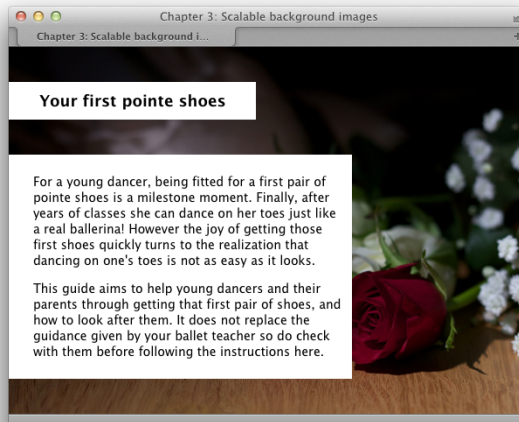 Chapter 3: Scalable background images
Chapter 3: Scalable background i...
Your first pointe shoes
For a young dancer, being fitted for a first pair of
pointe shoes is a milestone moment. Finally, after
years of classes she can dance on her toes just like
a real ballerina! However the joy of getting those
first shoes quickly turns to the realization that
dancing on one's toes is not as easy as it looks.
This guide aims to help young dancers and their
parents through getting that first pair of shoes, and
how to look after them. It does not replace the
guidance given by your ballet teacher so do check
with them before following the instructions here.